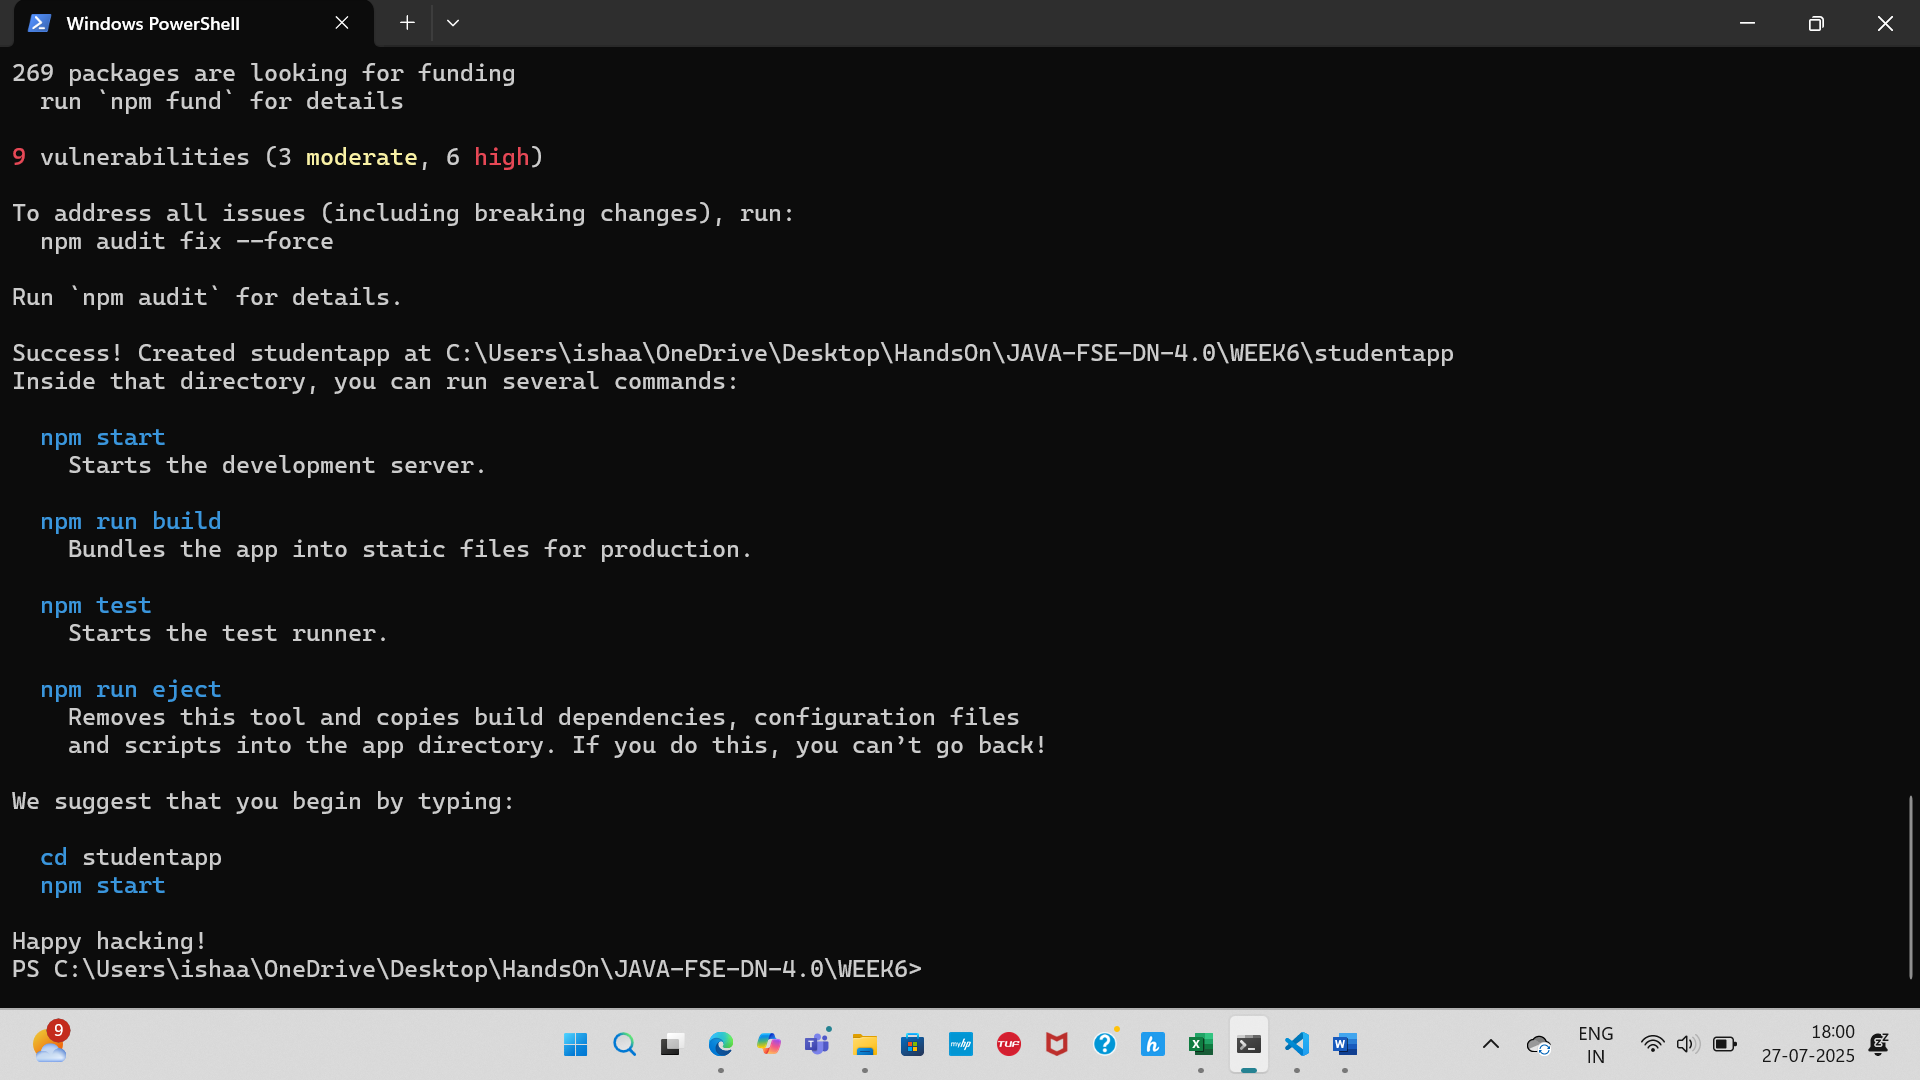 Windows PowerShell
269 packages are looking for funding
  run `npm fund` for details
9 vulnerabilities (3 moderate, 6 high)
To address all issues (including breaking changes), run:
  npm audit fix --force
Run `npm audit` for details.
Success! Created studentapp at C:\Users\ishaa\OneDrive\Desktop\HandsOn\JAVA-FSE-DN-4.0\WEEK6\studentapp
Inside that directory, you can run several commands:
  npm start
    Starts the development server.
  npm run build
    Bundles the app into static files for production.
  npm test
    Starts the test runner.
  npm run eject
    Removes this tool and copies build dependencies, configuration files
    and scripts into the app directory. If you do this, you can’t go back!
We suggest that you begin by typing:
  cd studentapp
  npm start
Happy hacking!
PS C:\Users\ishaa\OneDrive\Desktop\HandsOn\JAVA-FSE-DN-4.0\WEEK6>
9
myhp
TUF
ENG
IN
18:00
27-07-2025